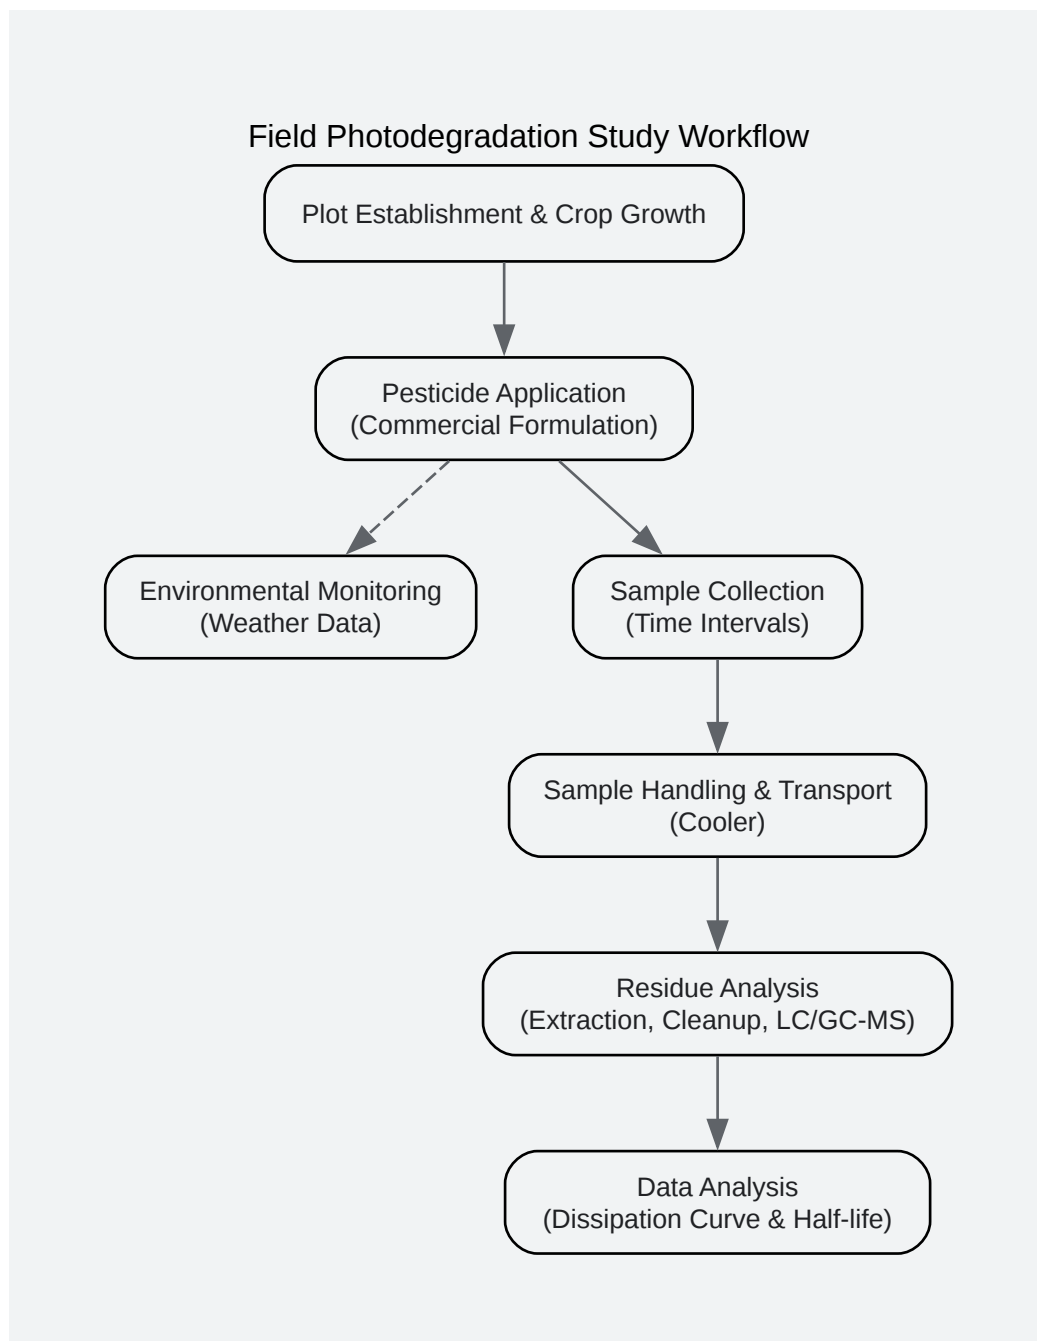 Field Photodegradation Study Workflow
Plot Establishment & Crop Growth
Pesticide Application
(Commercial Formulation)
Environmental Monitoring
(Weather Data)
Sample Collection
(Time Intervals)
Sample Handling & Transport
(Cooler)
Residue Analysis
(Extraction, Cleanup, LC/GC-MS)
Data Analysis
(Dissipation Curve & Half-life)